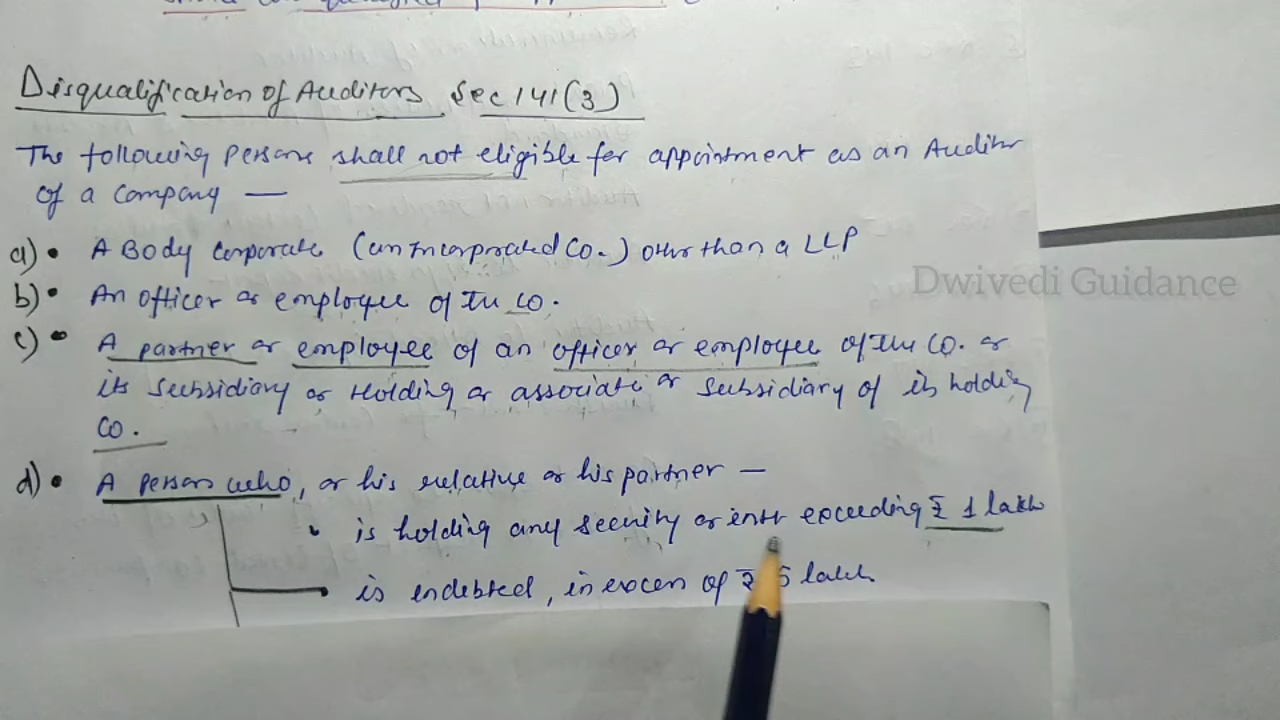 Disqualification of Auditors Sec 141(3)
The following persons shall not eligible for appointment as an Auditor
of a company —
a) • A Body corporate (an incorporated Co.) other than a LLP
Dwivedi Guidance
b) • An officer or employee of the co.
c) • A partner or employee of an officer or employee of the co. or
its subsidiary or Holding or associate or subsidiary of its holding
co.
d) • A person who, or his relative or his partner —
• is holding any security or intt exceeding ₹ 1 lakh
• is endebted, in excess of ₹ 5 lakh